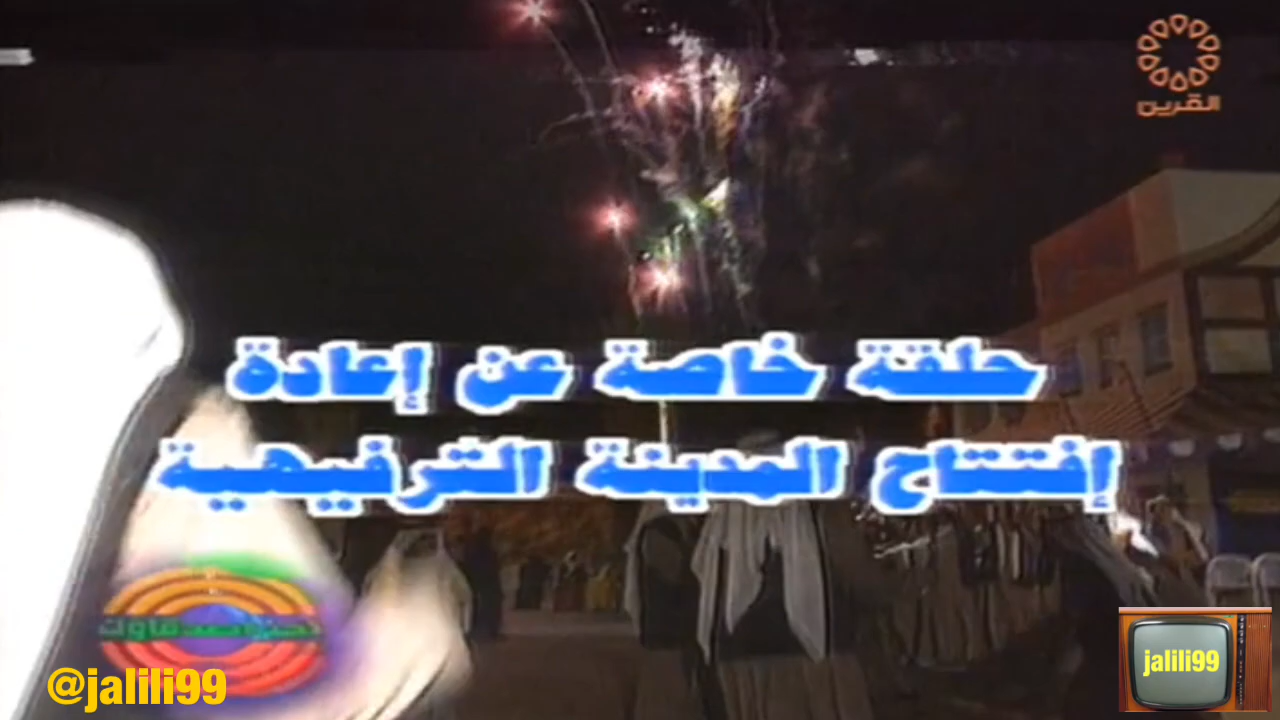 القرين
حلقة خاصة عن إعادة
إفتتاح المدينة الترفيهية
@jalili99
jalili99